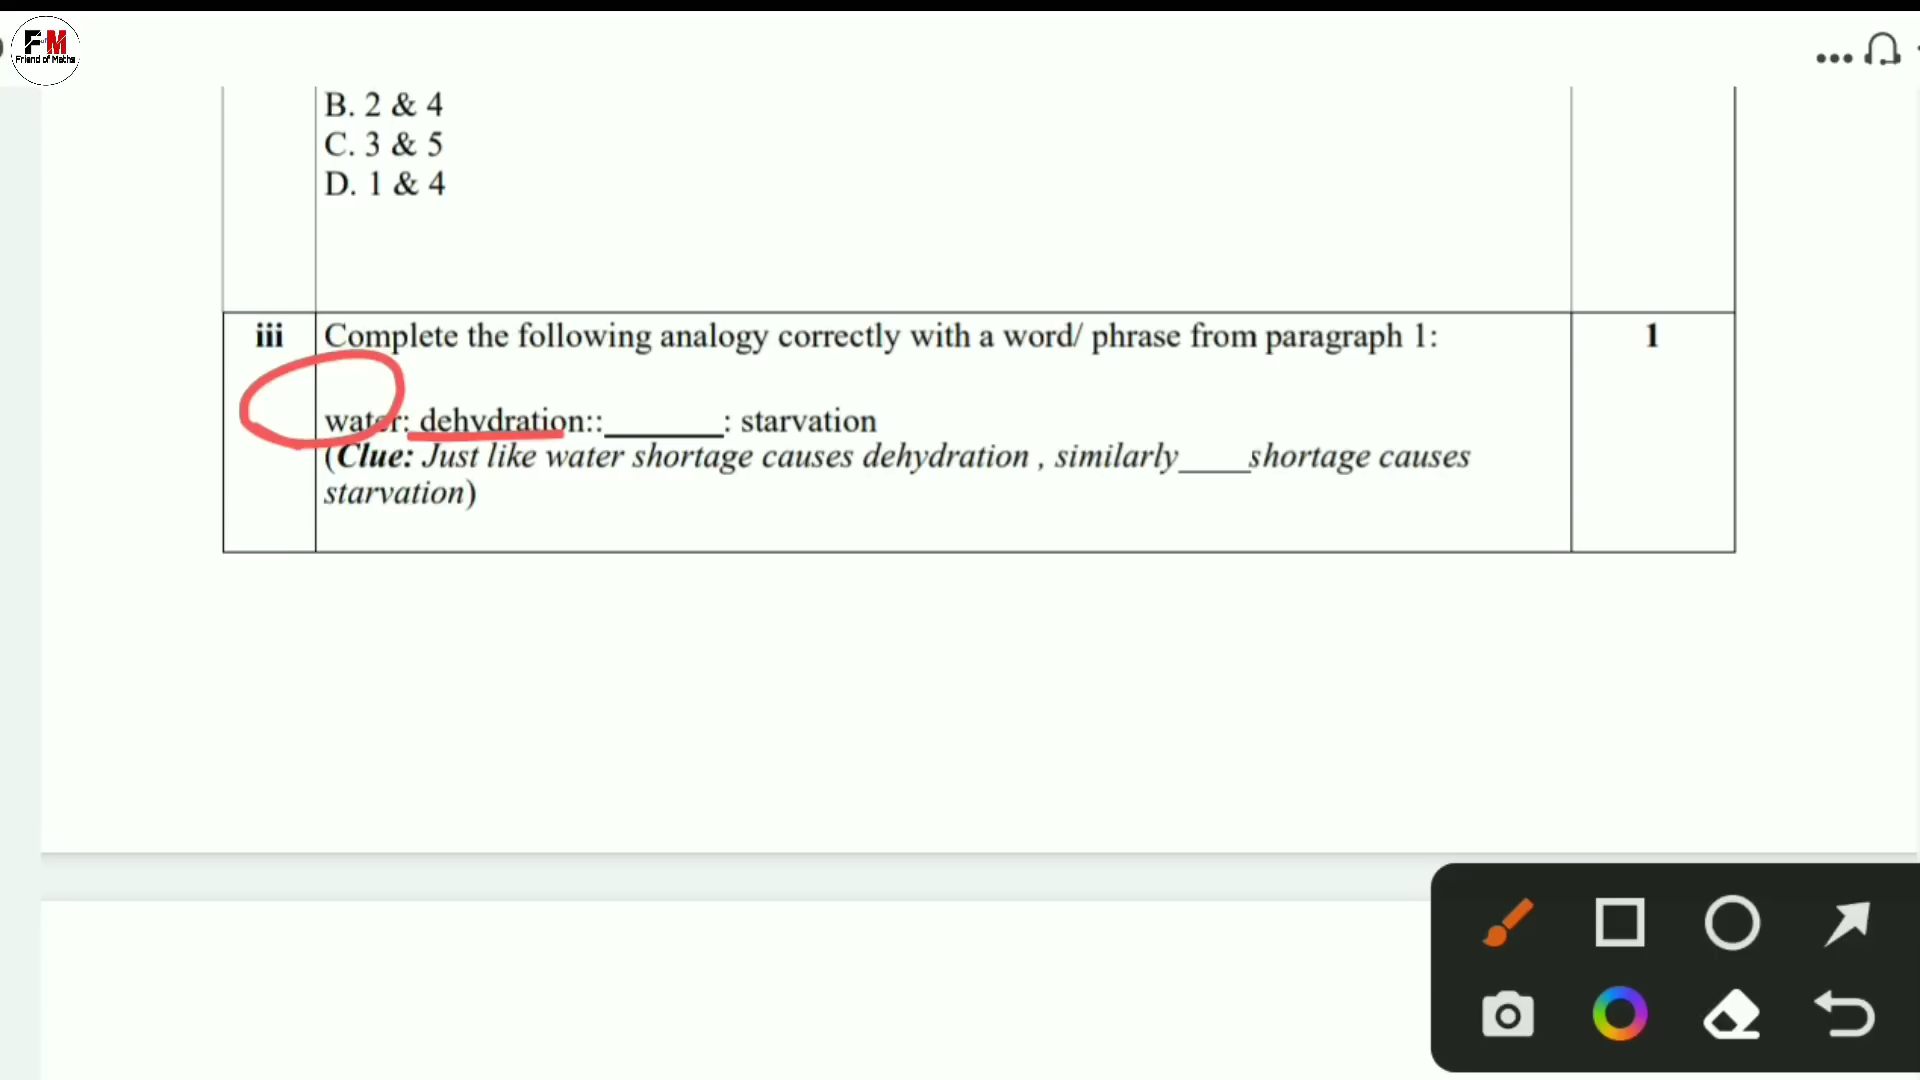 FM
Friend of Maths
B. 2 & 4
C. 3 & 5
D. 1 & 4
iii Complete the following analogy correctly with a word/ phrase from paragraph 1: 1
water: dehydration::_______: starvation
(Clue: Just like water shortage causes dehydration , similarly____shortage causes
starvation)